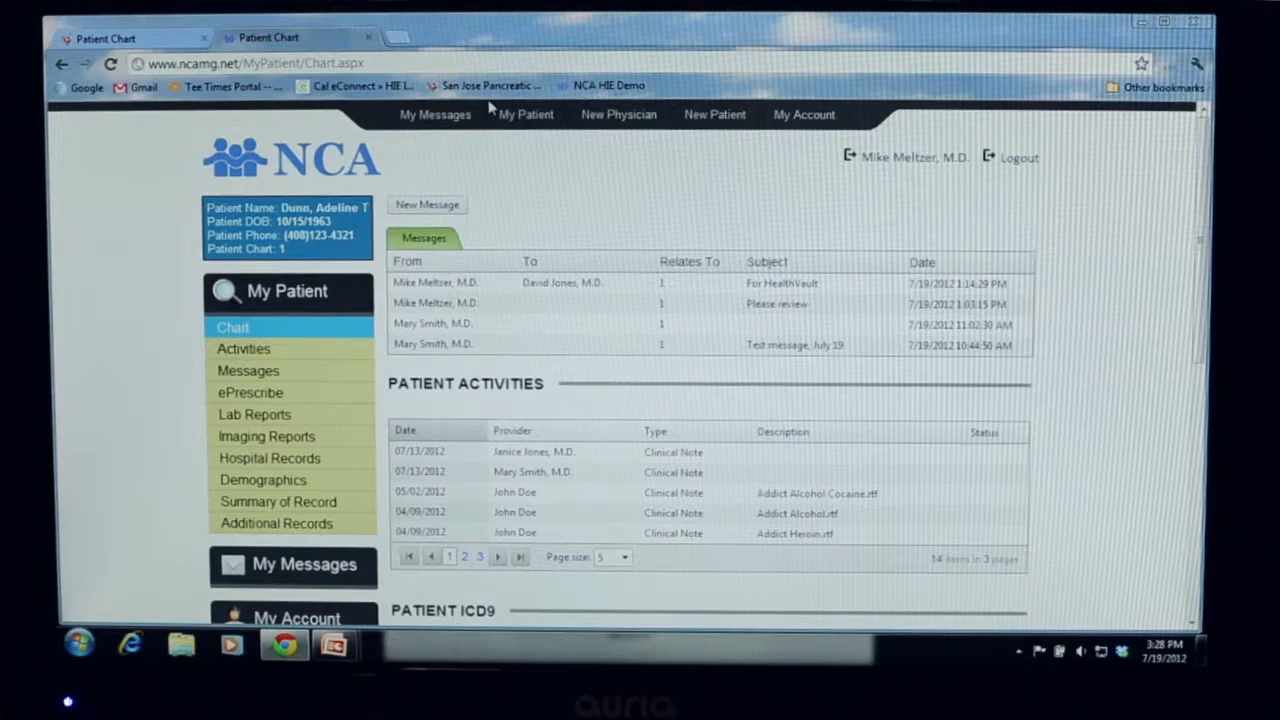 Patient Chart
Patient Chart
www.ncamg.net/MyPatient/Chart.aspx
Google Gmail Tee Times Portal -- ... Cal eConnect » HIE I... San Jose Pancreatic ... NCA HIE Demo Other bookmarks
My Messages My Patient New Physician New Patient My Account
NCA
Mike Meltzer, M.D. Logout
Patient Name: Dunn, Adeline T
Patient DOB: 10/15/1963
Patient Phone: (408)123-4321
Patient Chart: 1
New Message
Messages
From To Relates To Subject Date
Mike Meltzer, M.D. David Jones, M.D. 1 For HealthVault 7/19/2012 1:14:29 PM
Mike Meltzer, M.D. 1 Please review 7/19/2012 1:03:15 PM
Mary Smith, M.D. 1 7/19/2012 11:02:30 AM
Mary Smith, M.D. 1 Test message, July 19 7/19/2012 10:44:50 AM
My Patient
Chart
Activities
Messages
ePrescribe
Lab Reports
Imaging Reports
Hospital Records
Demographics
Summary of Record
Additional Records
My Messages
My Account
PATIENT ACTIVITIES
Date Provider Type Description Status
07/13/2012 Janice Jones, M.D. Clinical Note
07/13/2012 Mary Smith, M.D. Clinical Note
05/02/2012 John Doe Clinical Note Addict Alcohol Cocaine.rtf
04/09/2012 John Doe Clinical Note Addict Alcohol.rtf
04/09/2012 John Doe Clinical Note Addict Heroin.rtf
1 2 3 Page size: 5 14 items in 3 pages
PATIENT ICD9
3:28 PM
7/19/2012
auria